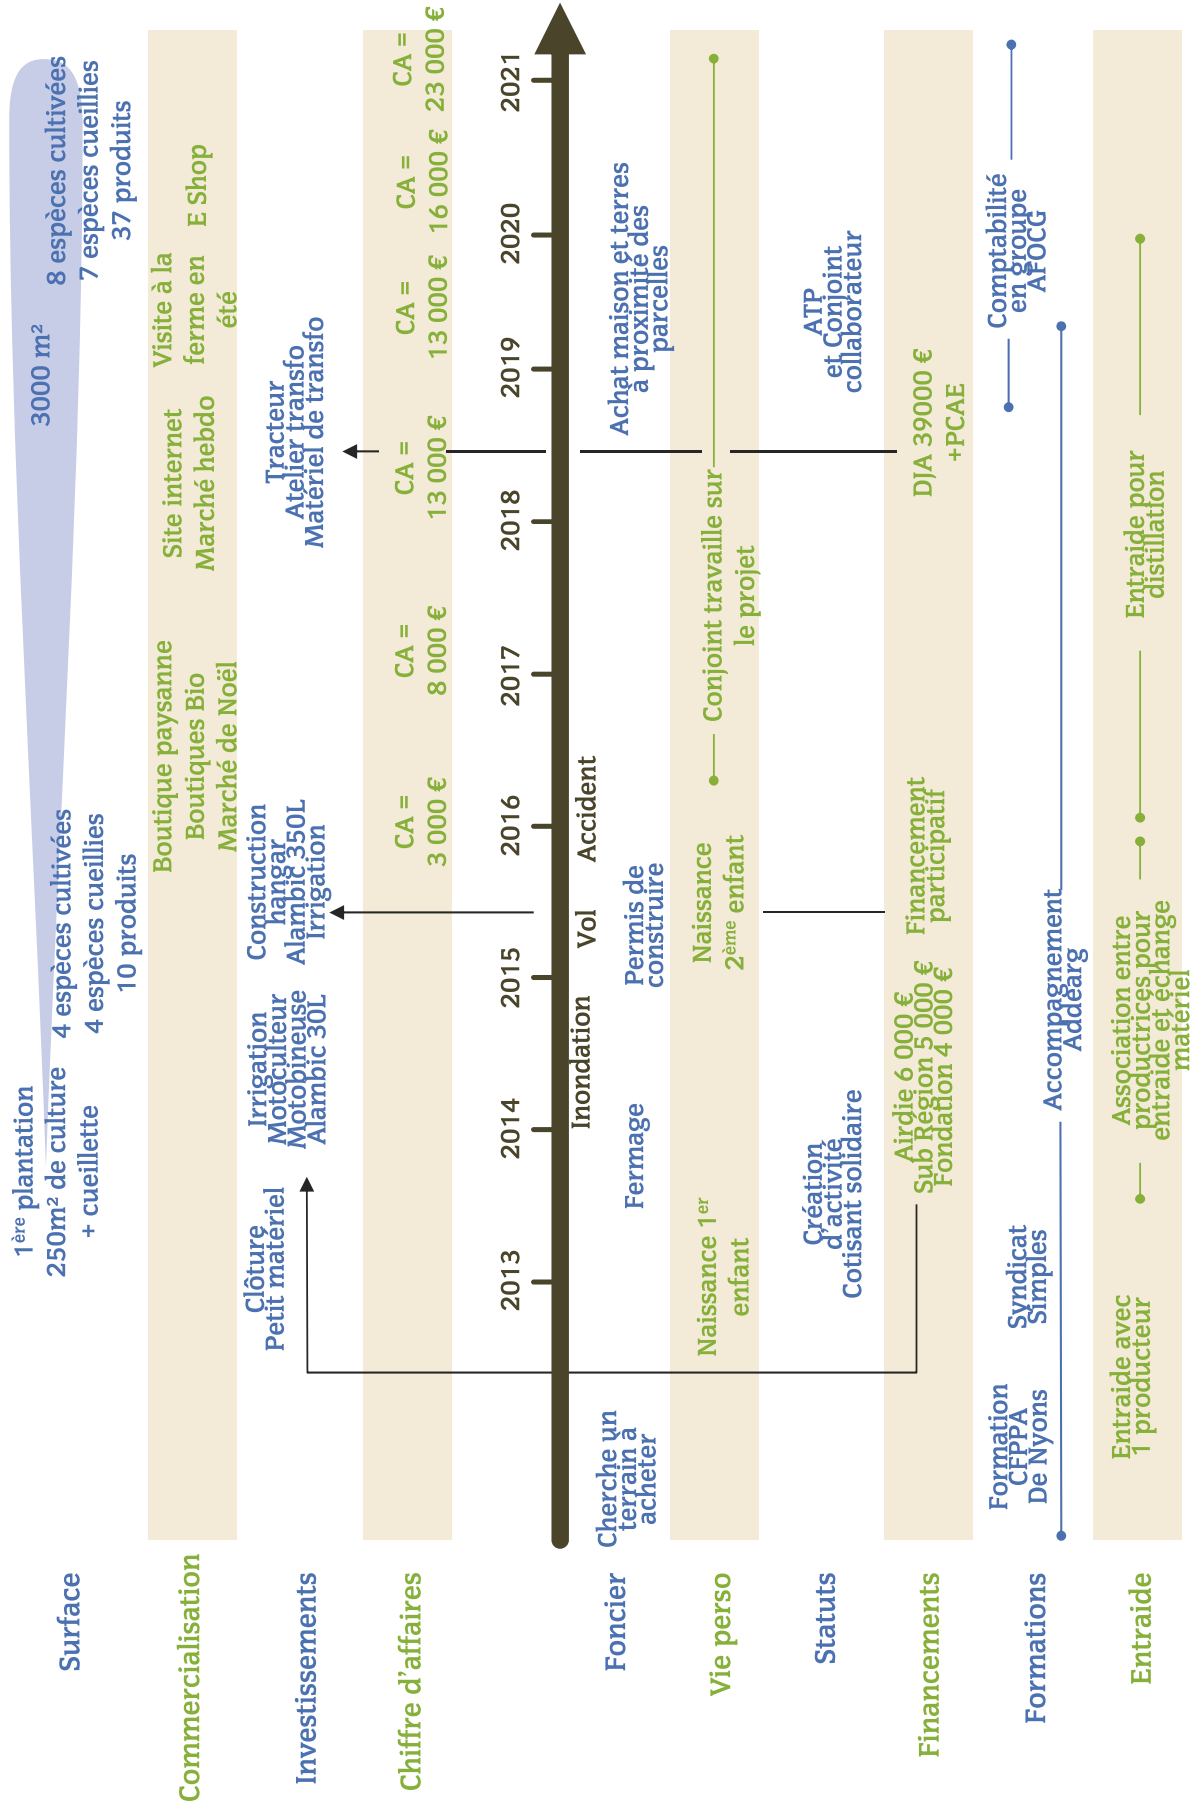 Surface
1ère plantation
250m² de culture
+ cueillette
4 espèces cultivées
4 espèces cueillies
10 produits
3000 m²
8 espèces cultivées
7 espèces cueillies
37 produits
Commercialisation
Boutique paysanne
Boutiques Bio
Marché de Noël
Site internet
Marché hebdo
Visite à la
ferme en
été
E Shop
Investissements
Clôture
Petit matériel
Irrigation
Motoculteur
Motobineuse
Alambic 30L
Construction
hangar
Alambic 350L
Irrigation
Tracteur
Atelier transfo
Matériel de transfo
Chiffre d'affaires
CA =
3 000 €
CA =
8 000 €
CA =
13 000 €
CA =
13 000 €
CA =
16 000 €
CA =
23 000 €
2013
2014
2015
2016
2017
2018
2019
2020
2021
Inondation
Vol
Accident
Foncier
Cherche un
terrain à
acheter
Fermage
Permis de
construire
Achat maison et terres
à proximité des
parcelles
Vie perso
Naissance 1er
enfant
Naissance
2ème enfant
Conjoint travaille sur
le projet
Statuts
Création
d'activité
Cotisant solidaire
ATP
et Conjoint
collaborateur
Financements
Airdie 6 000 €
Sub Région 5 000 €
Fondation 4 000 €
Financement
participatif
DJA 39000 €
+PCAE
Formations
Formation
CFPPA
De Nyons
Syndicat
Simples
Accompagnement
Addearg
Comptabilité
en groupe
AFOCG
Entraide
Entraide avec
1 producteur
Association entre
productrices pour
entraide et échange
matériel
Entraide pour
distillation